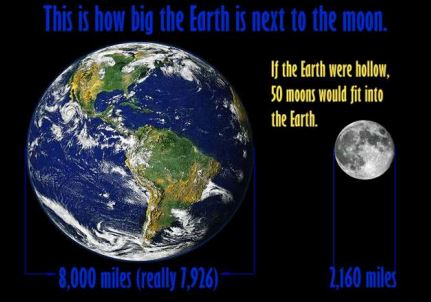 This is how big the Earth is next to the moon.
If the Earth were hollow,
50 moons would fit into
the Earth.
8,000 miles (really 7,926)
2,160 miles